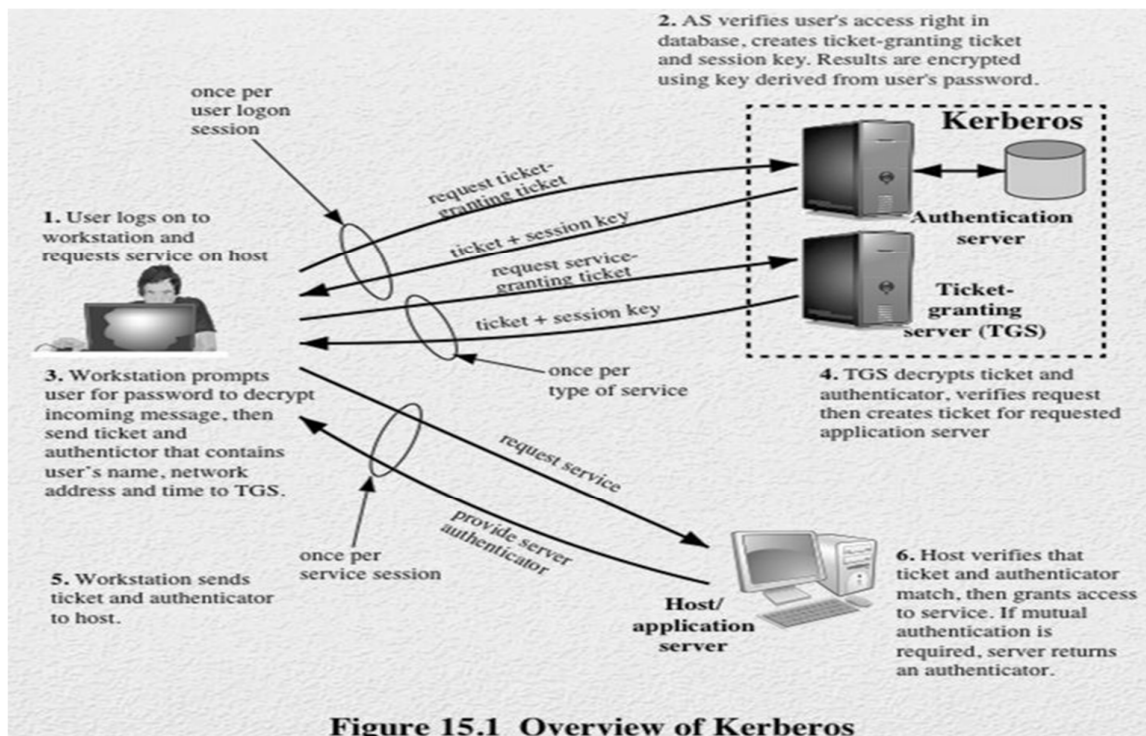 2. AS verifies user's access right in
database, creates ticket-granting ticket
and session key. Results are encrypted
using key derived from user's password.
once per
user logon
session
Kerberos
request ticket-
granting ticket
1. User logs on to
workstation and
requests service on host
ticket + session key
Authentication
server
request service-
granting ticket
ticket + session key
Ticket-
granting
server (TGS)
once per
type of service
3. Workstation prompts
user for password to decrypt
incoming message, then
send ticket and
authentictor that contains
user's name, network
address and time to TGS.
4. TGS decrypts ticket and
authenticator, verifies request
then creates ticket for requested
application server
request service
provide server
authenticator
once per
service session
5. Workstation sends
ticket and authenticator
to host.
Host/
application
server
6. Host verifies that
ticket and authenticator
match, then grants access
to service. If mutual
authentication is
required, server returns
an authenticator.
Figure 15.1 Overview of Kerberos